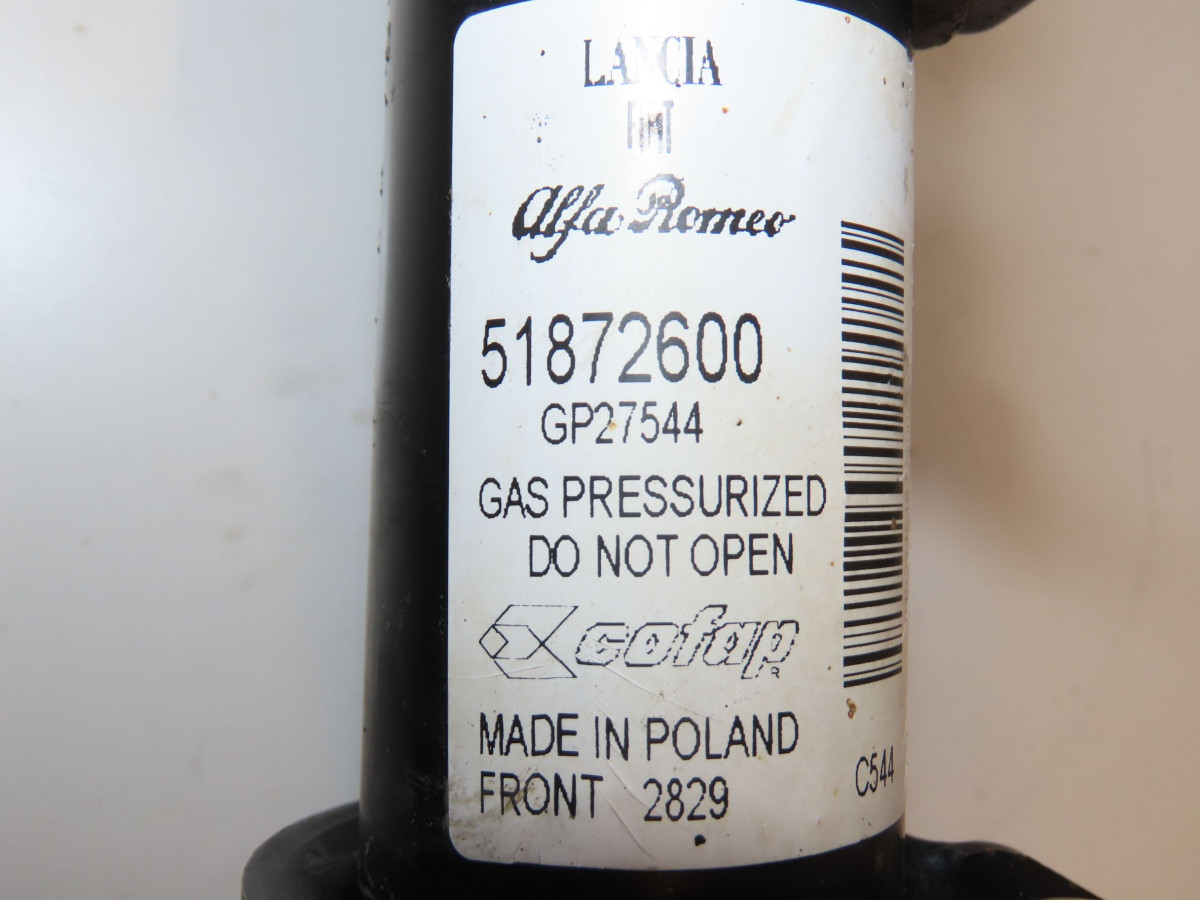 LANCIA
FIAT
Alfa Romeo
51872600
GP27544
GAS PRESSURIZED
DO NOT OPEN
cofap
R
MADE IN POLAND
FRONT 2829
C544